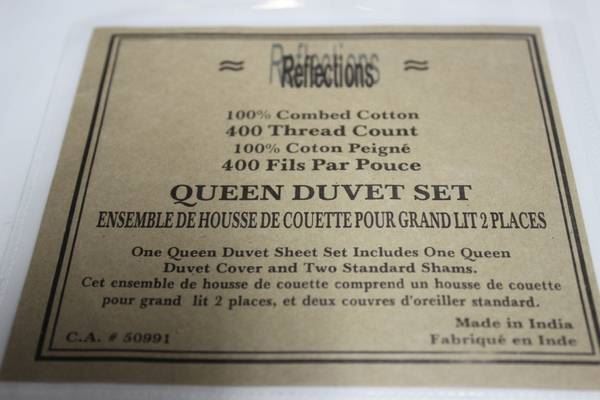 ≈ Reflections ≈
100% Combed Cotton
400 Thread Count
100% Coton Peigné
400 Fils Par Pouce
QUEEN DUVET SET
ENSEMBLE DE HOUSSE DE COUETTE POUR GRAND LIT 2 PLACES
One Queen Duvet Sheet Set Includes One Queen
Duvet Cover and Two Standard Shams.
Cet ensemble de housse de couette comprend un housse de couette
pour grand lit 2 places, et deux couvres d'oreiller standard.
Made in India
C.A. # 50991
Fabriqué en Inde